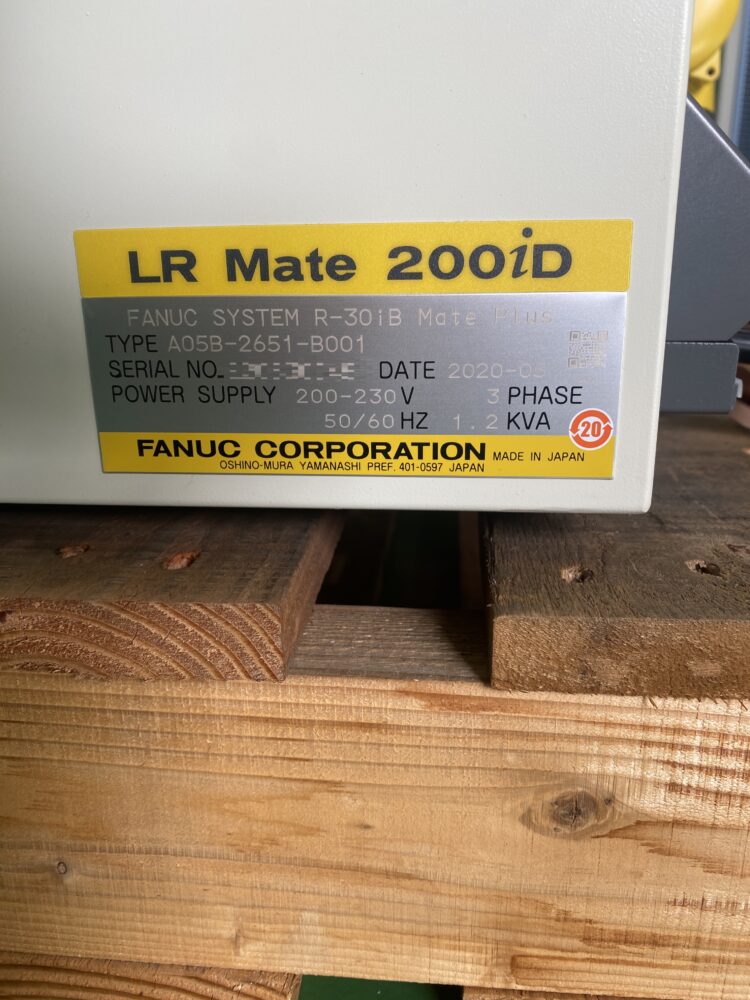 LR Mate 200iD
FANUC SYSTEM R-30iB Mate Plus
TYPE A05B-2651-B001
SERIAL NO. DATE 2020-05
POWER SUPPLY 200-230 V 3 PHASE
50/60 HZ 1.2 KVA
20
FANUC CORPORATION MADE IN JAPAN
OSHINO-MURA YAMANASHI PREF. 401-0597 JAPAN